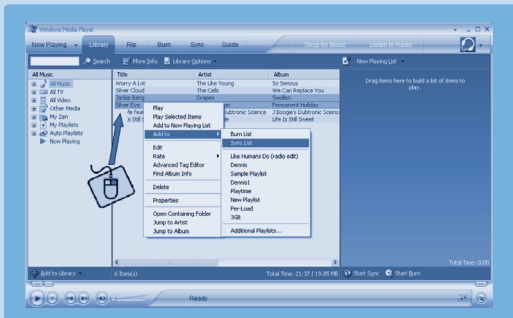 Windows Media Player
Now Playing Library Rip Burn Sync Guide Shop for Music Listen to Radio
Search More Info Library Options Now Playing List
All Music
All Music
All TV
All Video
Other Media
My Zen
My Playlists
Auto Playlists
Now Playing
Title Artist Album
Worry A Lot The Like Young So Serious
Silver Cloud The Cells We Can Replace You
Jackie Bang Drapes Swollen
Silver Eye Permanent Holiday
Dubtronic Science J Boogie's Dubtronic Science
Life Is Still Sweet
Play
Play Selected Items
Add to Now Playing List
Add to
Edit
Rate
Advanced Tag Editor
Find Album Info
Delete
Properties
Open Containing Folder
Jump to Artist
Jump to Album
Burn List
Sync List
Like Humans Do (radio edit)
Dennis
Sample Playlist
Dennis1
Playtime
New Playlist
Per-Load
3GB
Additional Playlists...
Drag items here to build a list of items to
play.
Total Time: 0:00
Add to Library 6 Item(s) Total Time: 21:37 / 19.85 MB Start Sync Start Burn
Ready